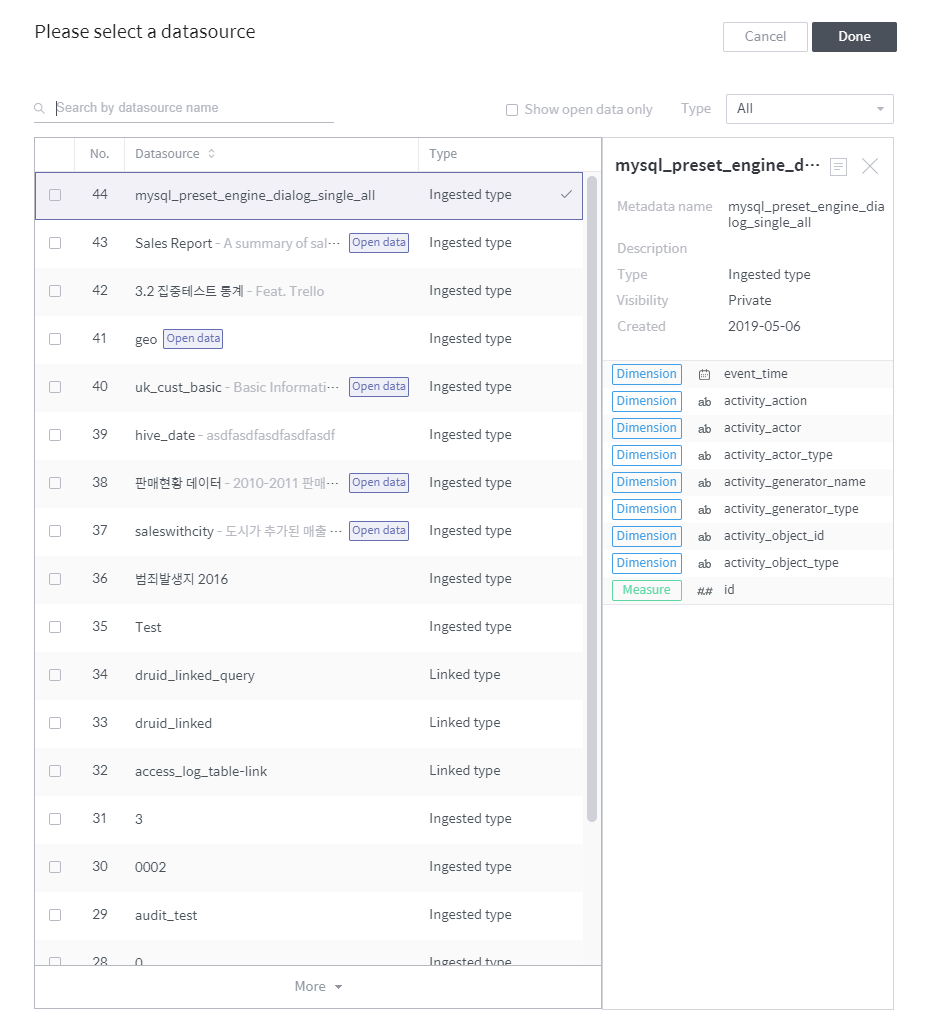 Please select a datasource
Cancel
Done
Search by datasource name
Show open data only
Type
All
No.
Datasource
Type
44 mysql_preset_engine_dialog_single_all Ingested type
43 Sales Report - A summary of sal··· Open data Ingested type
42 3.2 집중테스트 통계 - Feat. Trello Ingested type
41 geo Open data Ingested type
40 uk_cust_basic - Basic Informati··· Open data Ingested type
39 hive_date - asdfasdfasdfasdfasdf Ingested type
38 판매현황 데이터 - 2010-2011 판매··· Open data Ingested type
37 saleswithcity - 도시가 추가된 매출 ··· Open data Ingested type
36 범죄발생지 2016 Ingested type
35 Test Ingested type
34 druid_linked_query Linked type
33 druid_linked Linked type
32 access_log_table-link Linked type
31 3 Ingested type
30 0002 Ingested type
29 audit_test Ingested type
28 0 Ingested type
More
mysql_preset_engine_d···
Metadata name mysql_preset_engine_dia
log_single_all
Description
Type Ingested type
Visibility Private
Created 2019-05-06
Dimension event_time
Dimension ab activity_action
Dimension ab activity_actor
Dimension ab activity_actor_type
Dimension ab activity_generator_name
Dimension ab activity_generator_type
Dimension ab activity_object_id
Dimension ab activity_object_type
Measure ## id